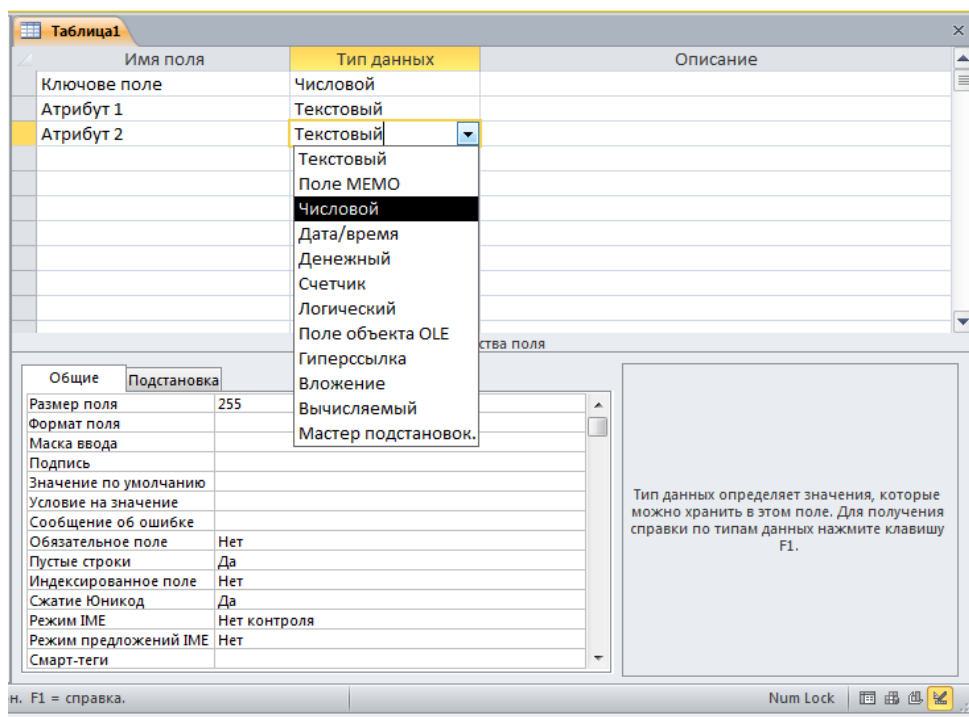 Таблица1
Имя поля Тип данных Описание
Ключове поле Числовой
Атрибут 1 Текстовый
Атрибут 2 Текстовый
Текстовый
Поле МЕМО
Числовой
Дата/время
Денежный
Счетчик
Логический
Поле объекта OLE
Гиперссылка
Вложение
Вычисляемый
Мастер подстановок.
ства поля
Общие Подстановка
Размер поля 255
Формат поля
Маска ввода
Подпись
Значение по умолчанию
Условие на значение
Сообщение об ошибке
Обязательное поле Нет
Пустые строки Да
Индексированное поле Нет
Сжатие Юникод Да
Режим IME Нет контроля
Режим предложений IME Нет
Смарт-теги
Тип данных определяет значения, которые
можно хранить в этом поле. Для получения
справки по типам данных нажмите клавишу
F1.
н. F1 = справка. Num Lock